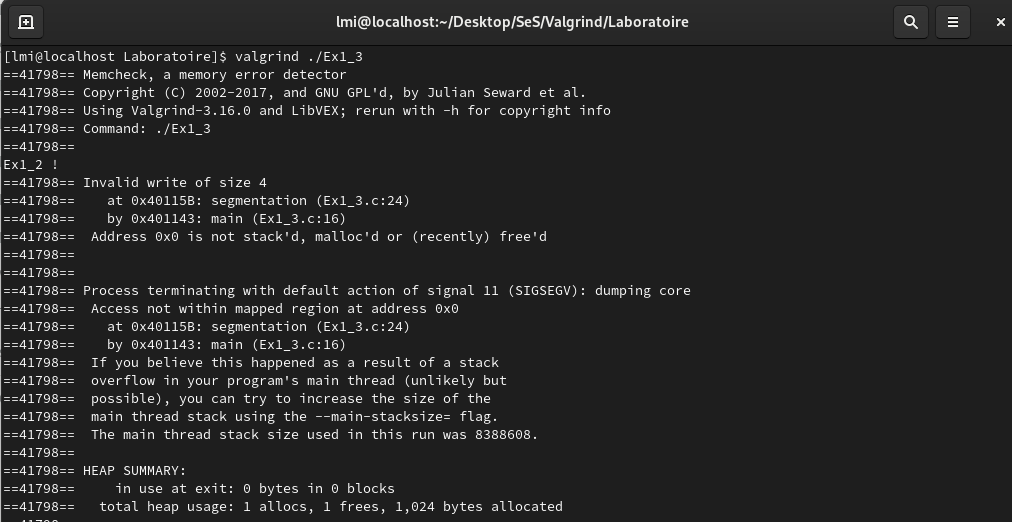 lmi@localhost:~/Desktop/SeS/Valgrind/Laboratoire
[lmi@localhost Laboratoire]$ valgrind ./Ex1_3
==41798== Memcheck, a memory error detector
==41798== Copyright (C) 2002-2017, and GNU GPL'd, by Julian Seward et al.
==41798== Using Valgrind-3.16.0 and LibVEX; rerun with -h for copyright info
==41798== Command: ./Ex1_3
==41798==
Ex1_2 !
==41798== Invalid write of size 4
==41798==    at 0x40115B: segmentation (Ex1_3.c:24)
==41798==    by 0x401143: main (Ex1_3.c:16)
==41798==  Address 0x0 is not stack'd, malloc'd or (recently) free'd
==41798==
==41798==
==41798== Process terminating with default action of signal 11 (SIGSEGV): dumping core
==41798==  Access not within mapped region at address 0x0
==41798==    at 0x40115B: segmentation (Ex1_3.c:24)
==41798==    by 0x401143: main (Ex1_3.c:16)
==41798==  If you believe this happened as a result of a stack
==41798==  overflow in your program's main thread (unlikely but
==41798==  possible), you can try to increase the size of the
==41798==  main thread stack using the --main-stacksize= flag.
==41798==  The main thread stack size used in this run was 8388608.
==41798==
==41798== HEAP SUMMARY:
==41798==     in use at exit: 0 bytes in 0 blocks
==41798==   total heap usage: 1 allocs, 1 frees, 1,024 bytes allocated